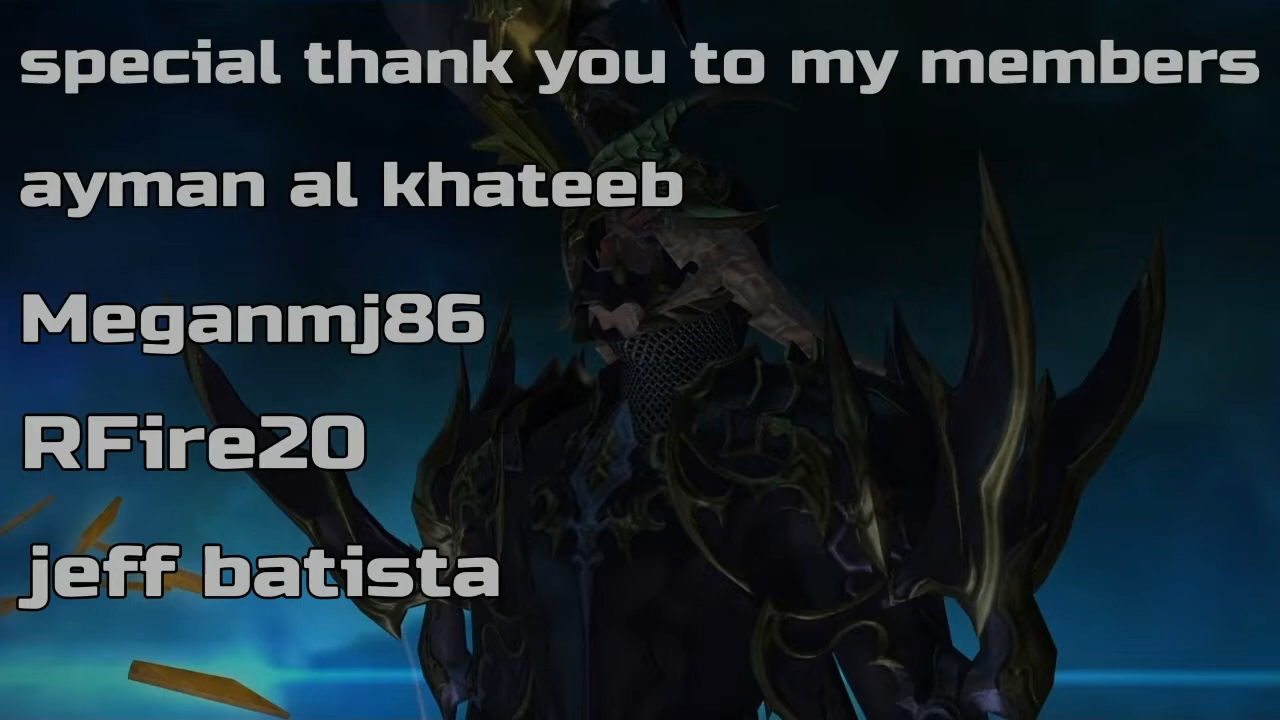 special thank you to my members
ayman al khateeb
Meganmj86
RFire20
jeff batista